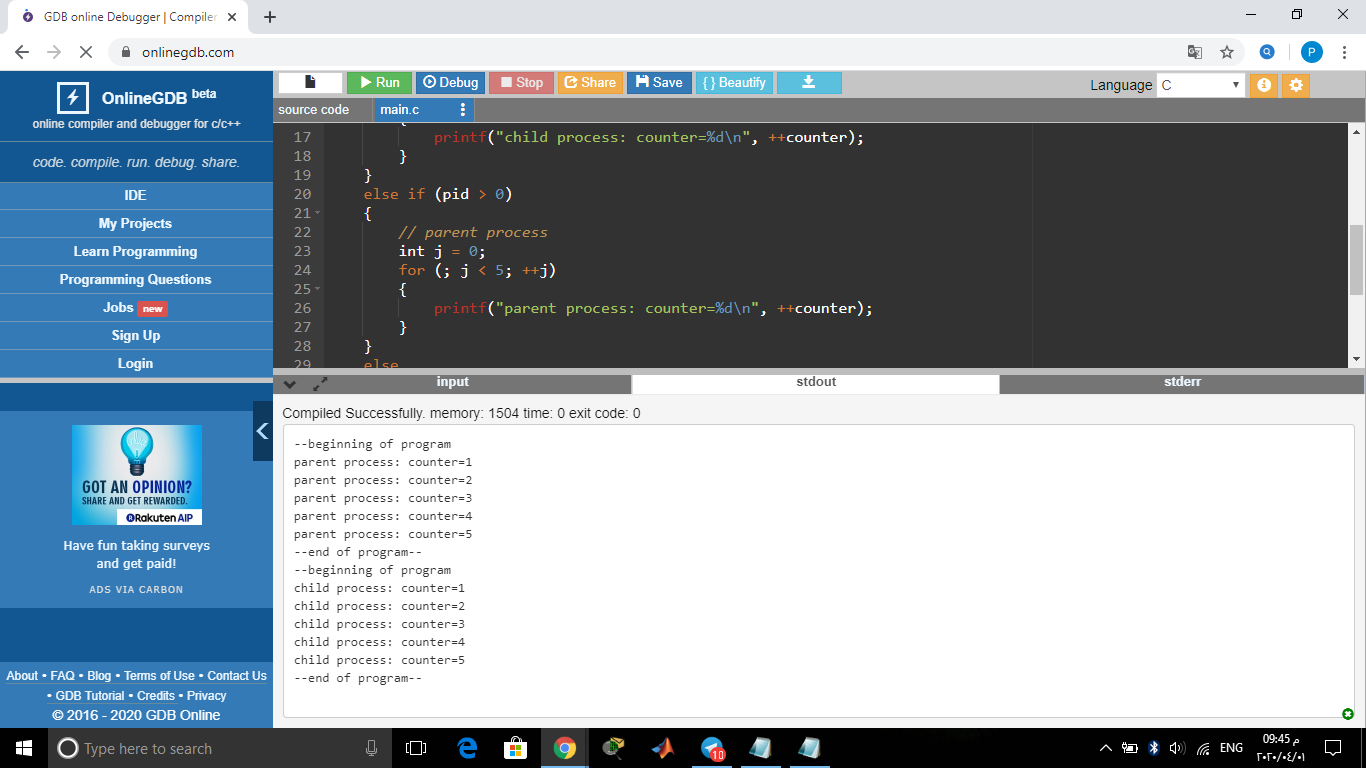 GDB online Debugger | Compiler
onlinegdb.com
P
OnlineGDB beta
online compiler and debugger for c/c++
code. compile. run. debug. share.
IDE
My Projects
Learn Programming
Programming Questions
Jobs new
Sign Up
Login
GOT AN OPINION?
SHARE AND GET REWARDED.
Rakuten AIP
Have fun taking surveys
and get paid!
ADS VIA CARBON
About • FAQ • Blog • Terms of Use • Contact Us
• GDB Tutorial • Credits • Privacy
© 2016 - 2020 GDB Online
Run Debug Stop Share Save {} Beautify
Language C
source code main.c
17 printf("child process: counter=%d\n", ++counter);
18 }
19 }
20 else if (pid > 0)
21 {
22 // parent process
23 int j = 0;
24 for (; j < 5; ++j)
25 {
26 printf("parent process: counter=%d\n", ++counter);
27 }
28 }
29 else
input stdout stderr
Compiled Successfully. memory: 1504 time: 0 exit code: 0
--beginning of program
parent process: counter=1
parent process: counter=2
parent process: counter=3
parent process: counter=4
parent process: counter=5
--end of program--
--beginning of program
child process: counter=1
child process: counter=2
child process: counter=3
child process: counter=4
child process: counter=5
--end of program--
Type here to search
10
ENG
09:45 م
٢٠٢٠/٠٤/٠١